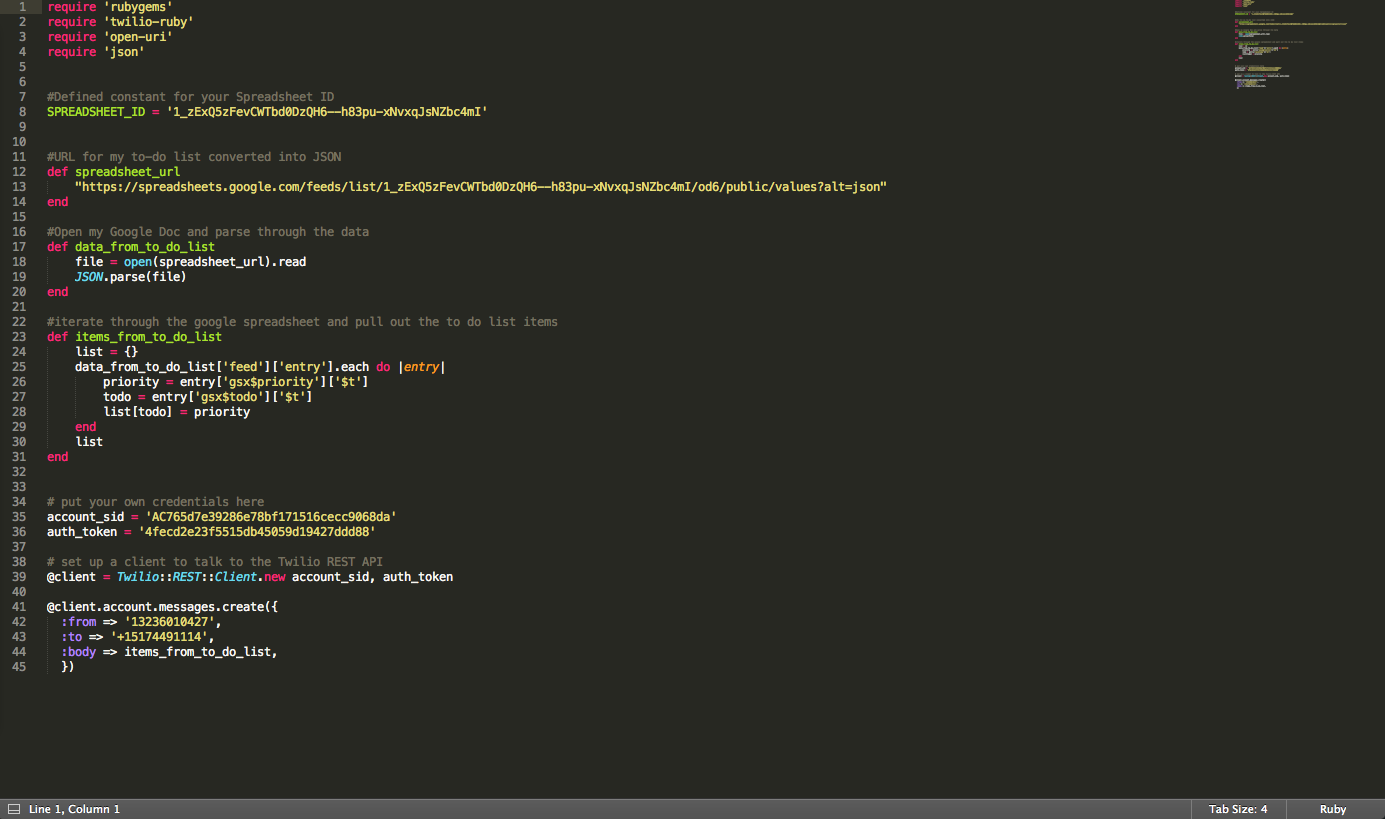 1 require 'rubygems'
2 require 'twilio-ruby'
3 require 'open-uri'
4 require 'json'
5
6
7 #Defined constant for your Spreadsheet ID
8 SPREADSHEET_ID = '1_zExQ5zFevCWTbd0DzQH6--h83pu-xNvxqJsNZbc4mI'
9
10
11 #URL for my to-do list converted into JSON
12 def spreadsheet_url
13 "https://spreadsheets.google.com/feeds/list/1_zExQ5zFevCWTbd0DzQH6--h83pu-xNvxqJsNZbc4mI/od6/public/values?alt=json"
14 end
15
16 #Open my Google Doc and parse through the data
17 def data_from_to_do_list
18 file = open(spreadsheet_url).read
19 JSON.parse(file)
20 end
21
22 #iterate through the google spreadsheet and pull out the to do list items
23 def items_from_to_do_list
24 list = {}
25 data_from_to_do_list['feed']['entry'].each do |entry|
26 priority = entry['gsx$priority']['$t']
27 todo = entry['gsx$todo']['$t']
28 list[todo] = priority
29 end
30 list
31 end
32
33
34 # put your own credentials here
35 account_sid = 'AC765d7e39286e78bf171516cecc9068da'
36 auth_token = '4fecd2e23f5515db45059d19427ddd88'
37
38 # set up a client to talk to the Twilio REST API
39 @client = Twilio::REST::Client.new account_sid, auth_token
40
41 @client.account.messages.create({
42 :from => '13236010427',
43 :to => '+15174491114',
44 :body => items_from_to_do_list,
45 })
Line 1, Column 1
Tab Size: 4
Ruby